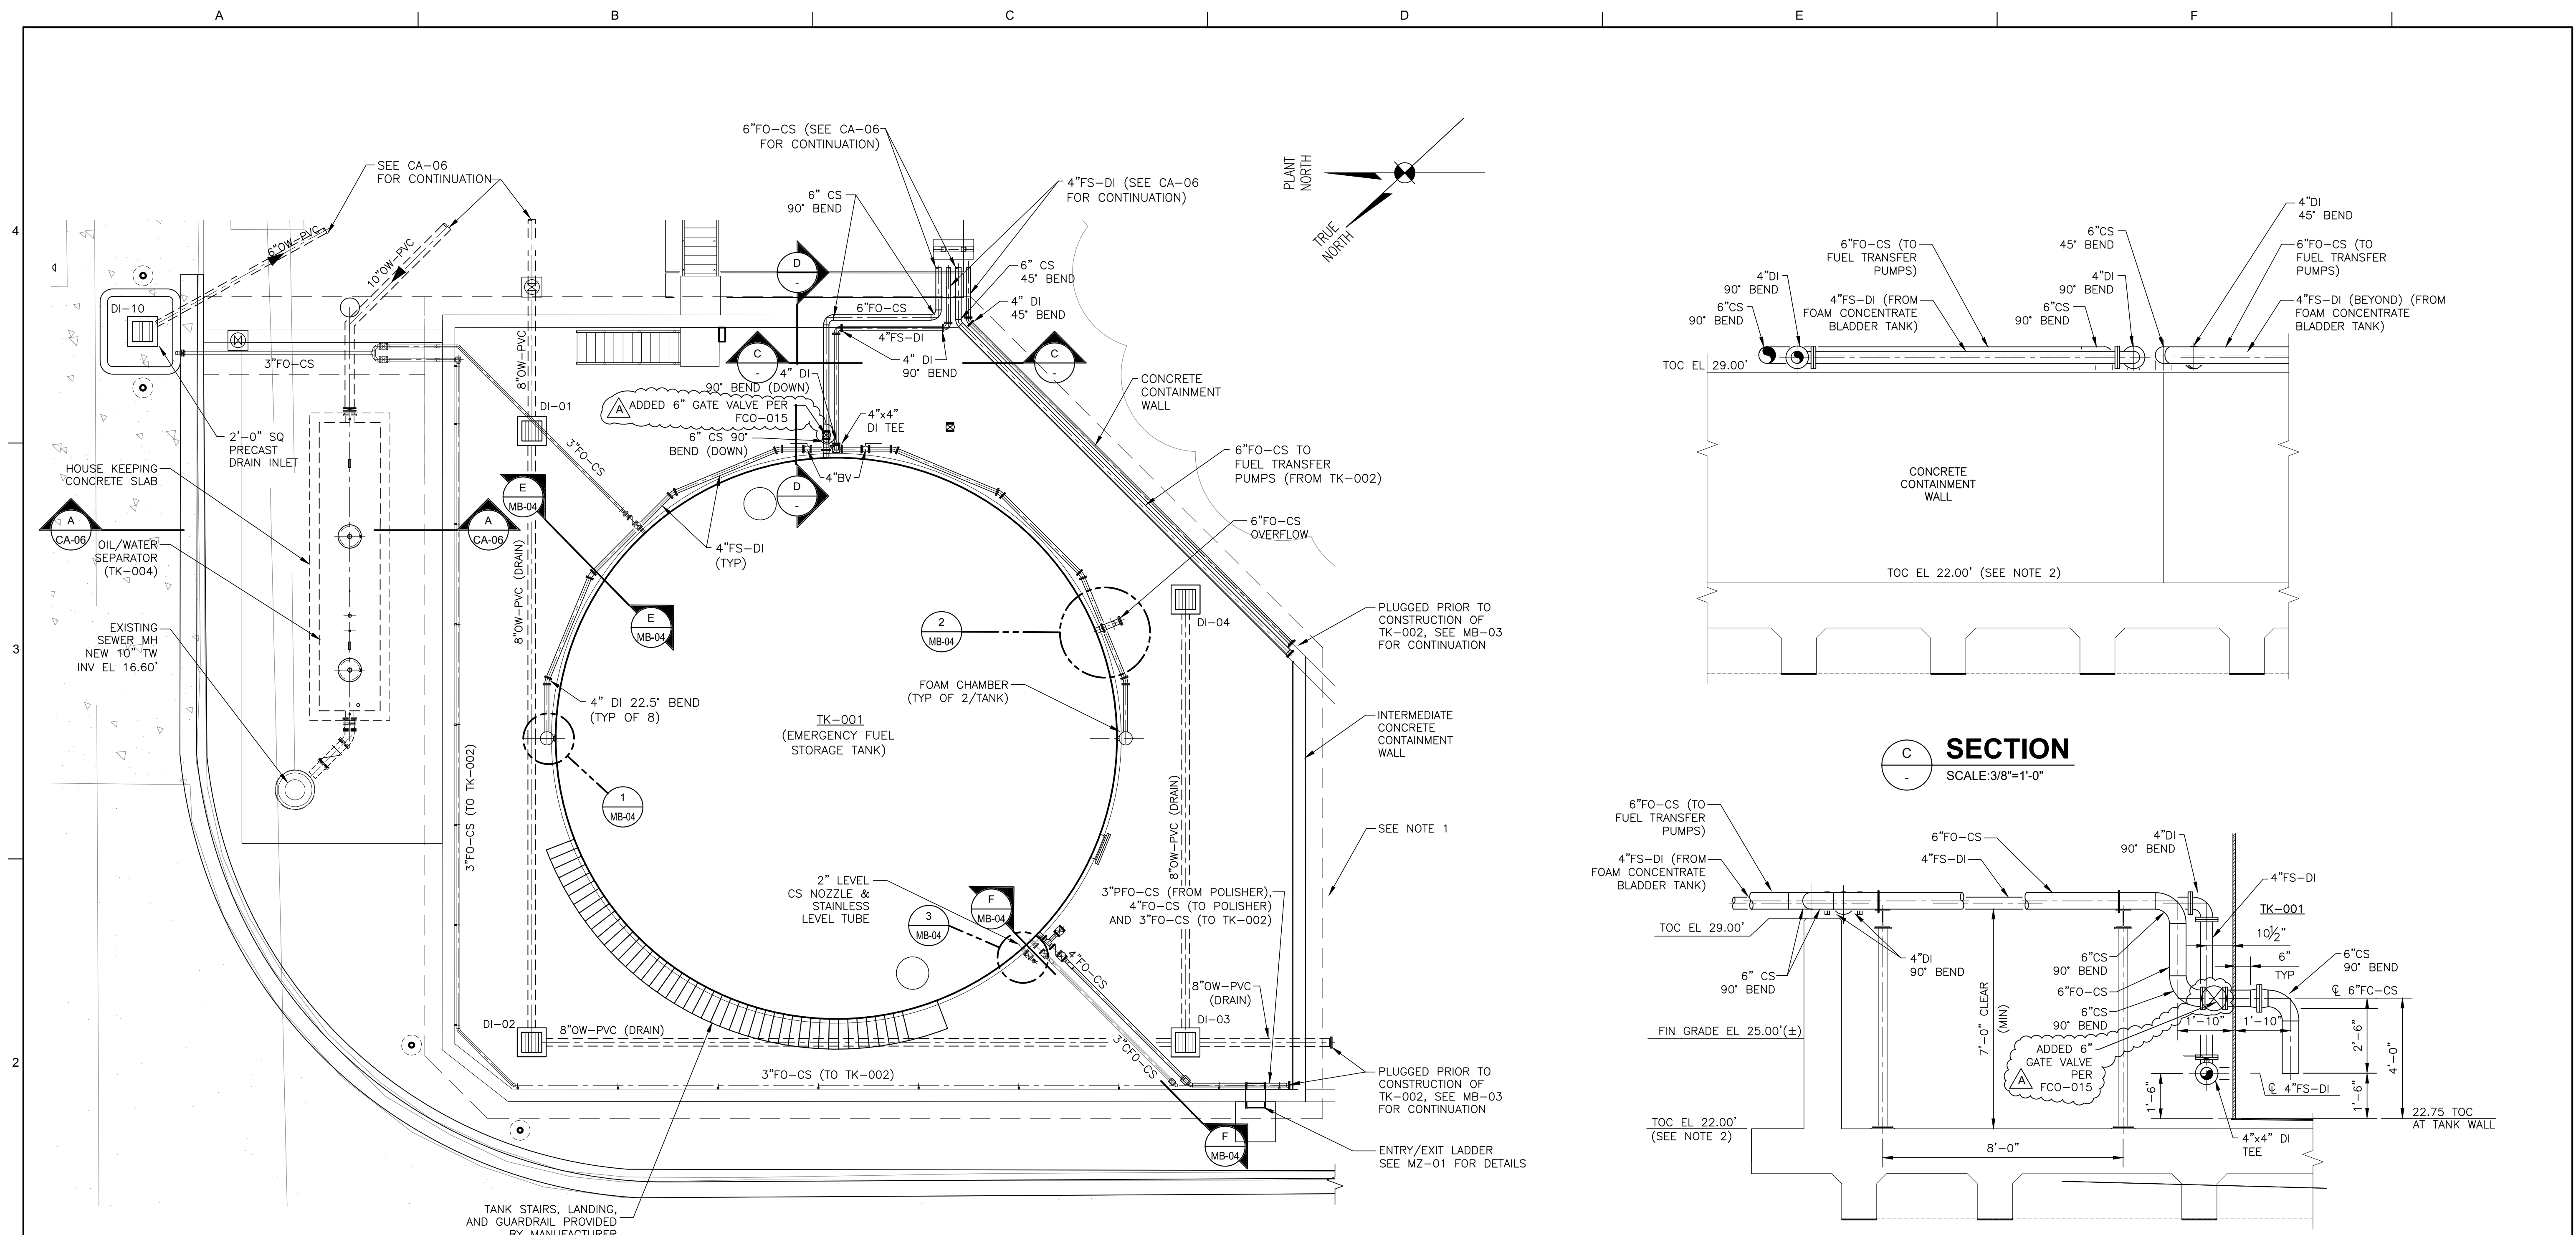 A
B
C
D
E
F
4
3
2
SEE CA-06
FOR CONTINUATION
6"OW-PVC
10"OW-PVC
DI-10
3"FO-CS
2'-0" SQ
PRECAST
DRAIN INLET
HOUSE KEEPING
CONCRETE SLAB
A
CA-06
A
CA-06
OIL/WATER
SEPARATOR
(TK-004)
EXISTING
SEWER MH
NEW 10" TW
INV EL 16.60'
6"FO-CS (SEE CA-06
FOR CONTINUATION)
6" CS
90° BEND
4"FS-DI (SEE CA-06
FOR CONTINUATION)
PLANT
NORTH
TRUE
NORTH
D
-
6"FO-CS
6" CS
45° BEND
4" DI
45° BEND
4"FS-DI
C
-
C
-
4" DI
90° BEND
4" DI
90° BEND (DOWN)
A
ADDED 6" GATE VALVE PER
FCO-015
4"x4"
DI TEE
6" CS 90°
BEND (DOWN)
8"OW-PVC
DI-01
3"FO-CS
CONCRETE
CONTAINMENT
WALL
6"FO-CS TO
FUEL TRANSFER
PUMPS (FROM TK-002)
4"BV
D
-
E
MB-04
4"FS-DI
(TYP)
6"FO-CS
OVERFLOW
8"OW-PVC (DRAIN)
E
MB-04
2
MB-04
DI-04
PLUGGED PRIOR TO
CONSTRUCTION OF
TK-002, SEE MB-03
FOR CONTINUATION
4" DI 22.5° BEND
(TYP OF 8)
FOAM CHAMBER
(TYP OF 2/TANK)
TK-001
(EMERGENCY FUEL
STORAGE TANK)
INTERMEDIATE
CONCRETE
CONTAINMENT
WALL
3"FO-CS (TO TK-002)
1
MB-04
8"OW-PVC (DRAIN)
SEE NOTE 1
2" LEVEL
CS NOZZLE &
STAINLESS
LEVEL TUBE
F
MB-04
3
MB-04
3"PFO-CS (FROM POLISHER),
4"FO-CS (TO POLISHER)
AND 3"FO-CS (TO TK-002)
4"FO-CS
8"OW-PVC
(DRAIN)
DI-02
8"OW-PVC (DRAIN)
DI-03
3"CFO-CS
3"FO-CS (TO TK-002)
PLUGGED PRIOR TO
CONSTRUCTION OF
TK-002, SEE MB-03
FOR CONTINUATION
F
MB-04
ENTRY/EXIT LADDER
SEE MZ-01 FOR DETAILS
TANK STAIRS, LANDING,
AND GUARDRAIL PROVIDED
BY MANUFACTURER
4"DI
45° BEND
6"CS
45° BEND
6"FO-CS (TO
FUEL TRANSFER
PUMPS)
6"FO-CS (TO
FUEL TRANSFER
PUMPS)
4"DI
90° BEND
4"DI
90° BEND
6"CS
90° BEND
4"FS-DI (FROM
FOAM CONCENTRATE
BLADDER TANK)
6"CS
90° BEND
4"FS-DI (BEYOND) (FROM
FOAM CONCENTRATE
BLADDER TANK)
TOC EL 29.00'
CONCRETE
CONTAINMENT
WALL
TOC EL 22.00' (SEE NOTE 2)
C
-
SECTION
SCALE:3/8"=1'-0"
6"FO-CS (TO
FUEL TRANSFER
PUMPS)
4"FS-DI (FROM
FOAM CONCENTRATE
BLADDER TANK)
6"FO-CS
4"FS-DI
4"DI
90° BEND
4"FS-DI
TK-001
10½"
TOC EL 29.00'
6" CS
90° BEND
4"DI
90° BEND
6"CS
90° BEND
6"
TYP
6"CS
90° BEND
6"FO-CS
6"CS
90° BEND
℄ 6"FC-CS
1'-10"
1'-10"
FIN GRADE EL 25.00'(±)
7'-0" CLEAR
(MIN)
ADDED 6"
GATE VALVE
PER
FCO-015
A
2'-6"
4'-0"
1'-6"
℄ 4"FS-DI
1'-6"
TOC EL 22.00'
(SEE NOTE 2)
22.75 TOC
AT TANK WALL
8'-0"
4"x4" DI
TEE